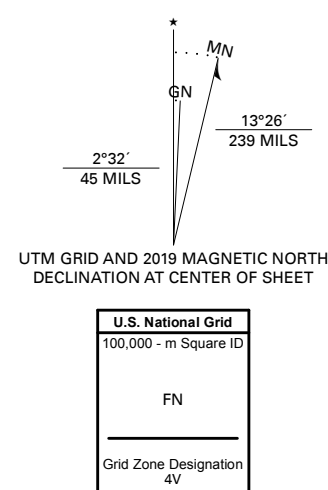 ★
MN
GN
13°26´
239 MILS
2°32´
45 MILS
UTM GRID AND 2019 MAGNETIC NORTH
DECLINATION AT CENTER OF SHEET
U.S. National Grid
100,000 - m Square ID
FN
Grid Zone Designation
4V